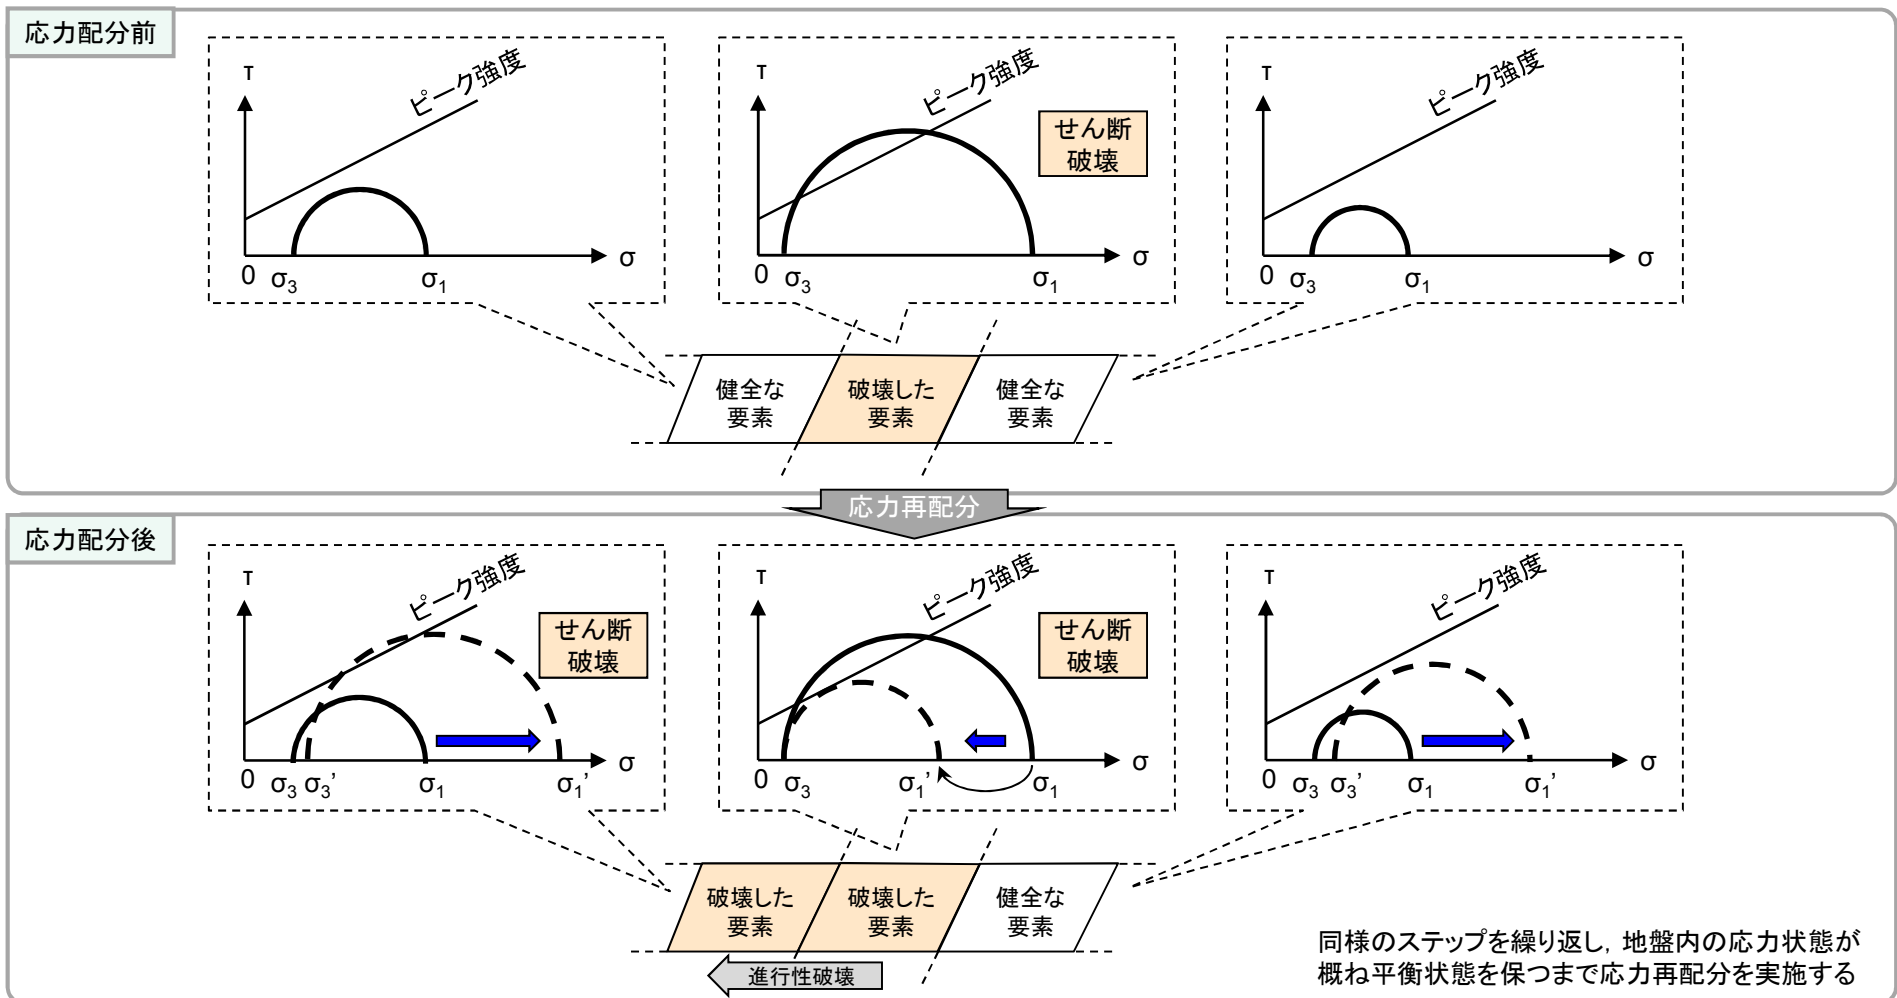 応力配分前
τ
ピーク強度
0
σ3
σ1
σ
τ
ピーク強度
せん断
破壊
0
σ3
σ1
σ
τ
ピーク強度
0
σ3
σ1
σ
健全な
要素
破壊した
要素
健全な
要素
応力再配分
応力配分後
τ
ピーク強度
せん断
破壊
0
σ3
σ3’
σ1
σ1’
σ
τ
ピーク強度
せん断
破壊
0
σ3
σ1’
σ1
σ
τ
ピーク強度
0
σ3
σ3’
σ1
σ1’
σ
破壊した
要素
破壊した
要素
健全な
要素
進行性破壊
同様のステップを繰り返し，地盤内の応力状態が
概ね平衡状態を保つまで応力再配分を実施する